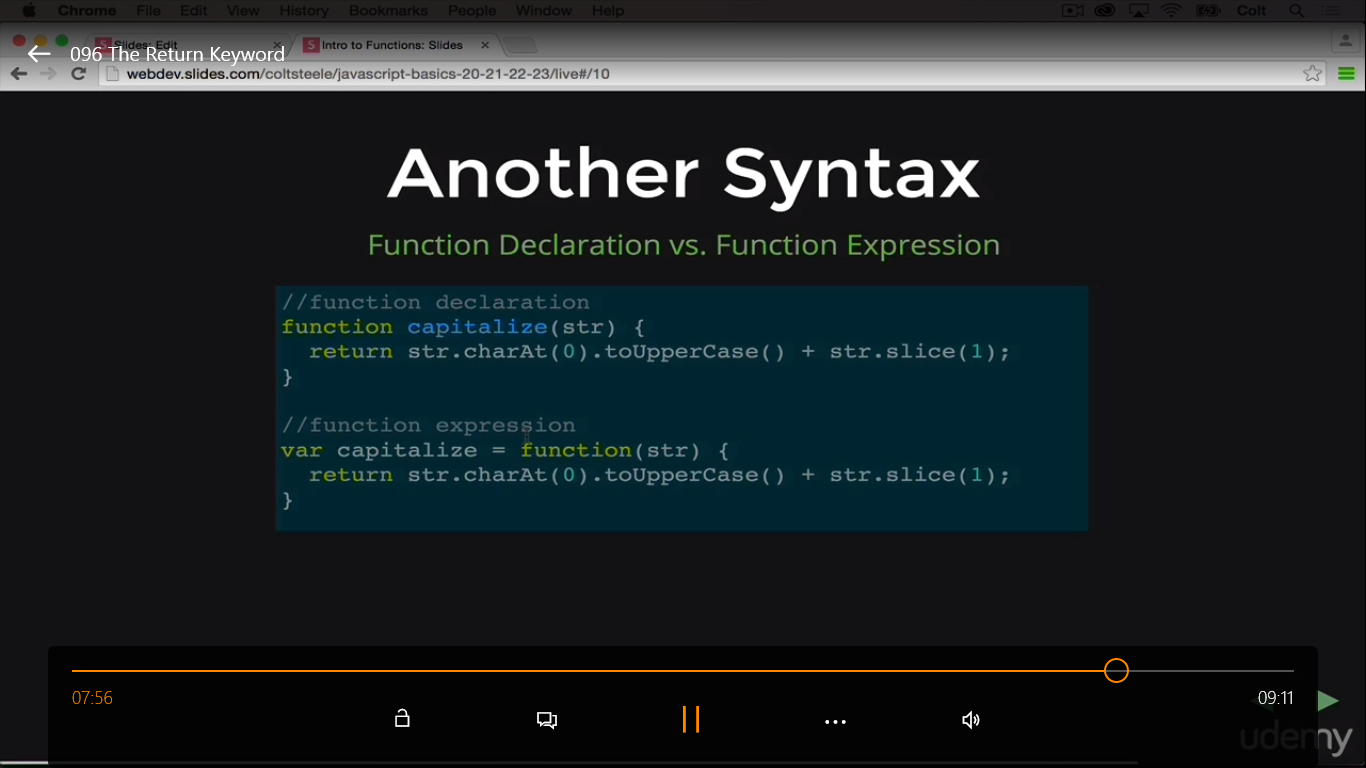 Chrome File Edit View History Bookmarks People Window Help Colt
Slides: Edit Intro to Functions: Slides
096 The Return Keyword
webdev.slides.com/coltsteele/javascript-basics-20-21-22-23/live#/10
Another Syntax
Function Declaration vs. Function Expression
//function declaration
function capitalize(str) {
return str.charAt(0).toUpperCase() + str.slice(1);
}
//function expression
var capitalize = function(str) {
return str.charAt(0).toUpperCase() + str.slice(1);
}
07:56 09:11
udemy